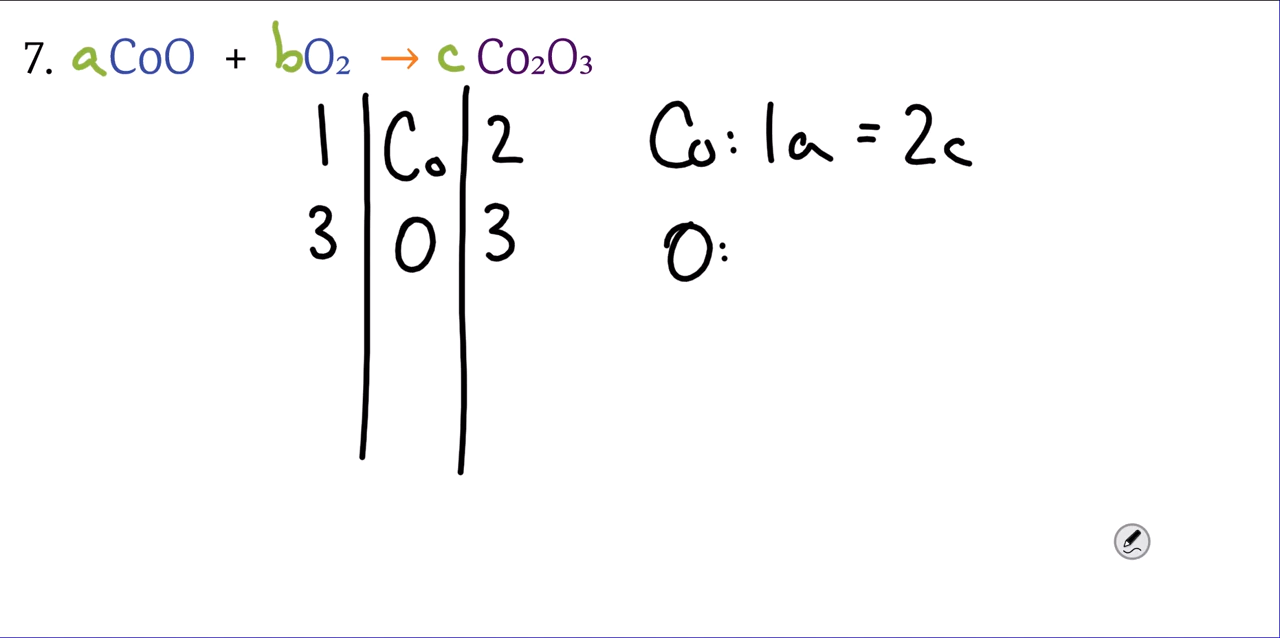 7. aCoO + bO₂ → c Co₂O₃
1 | Co | 2 Co: 1a = 2c
3 | O | 3 O: